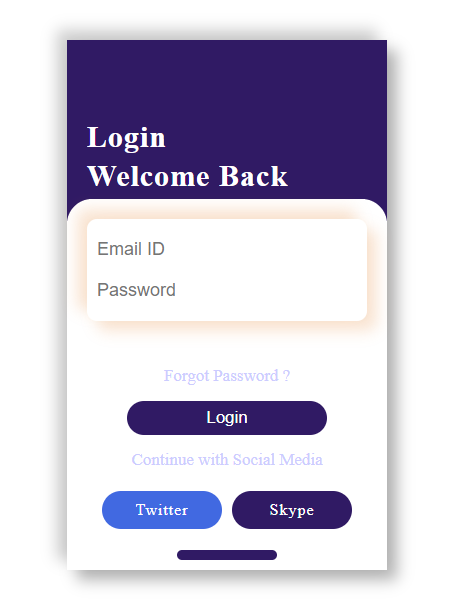 Login
Welcome Back
Email ID
Password
Forgot Password ?
Login
Continue with Social Media
Twitter
Skype